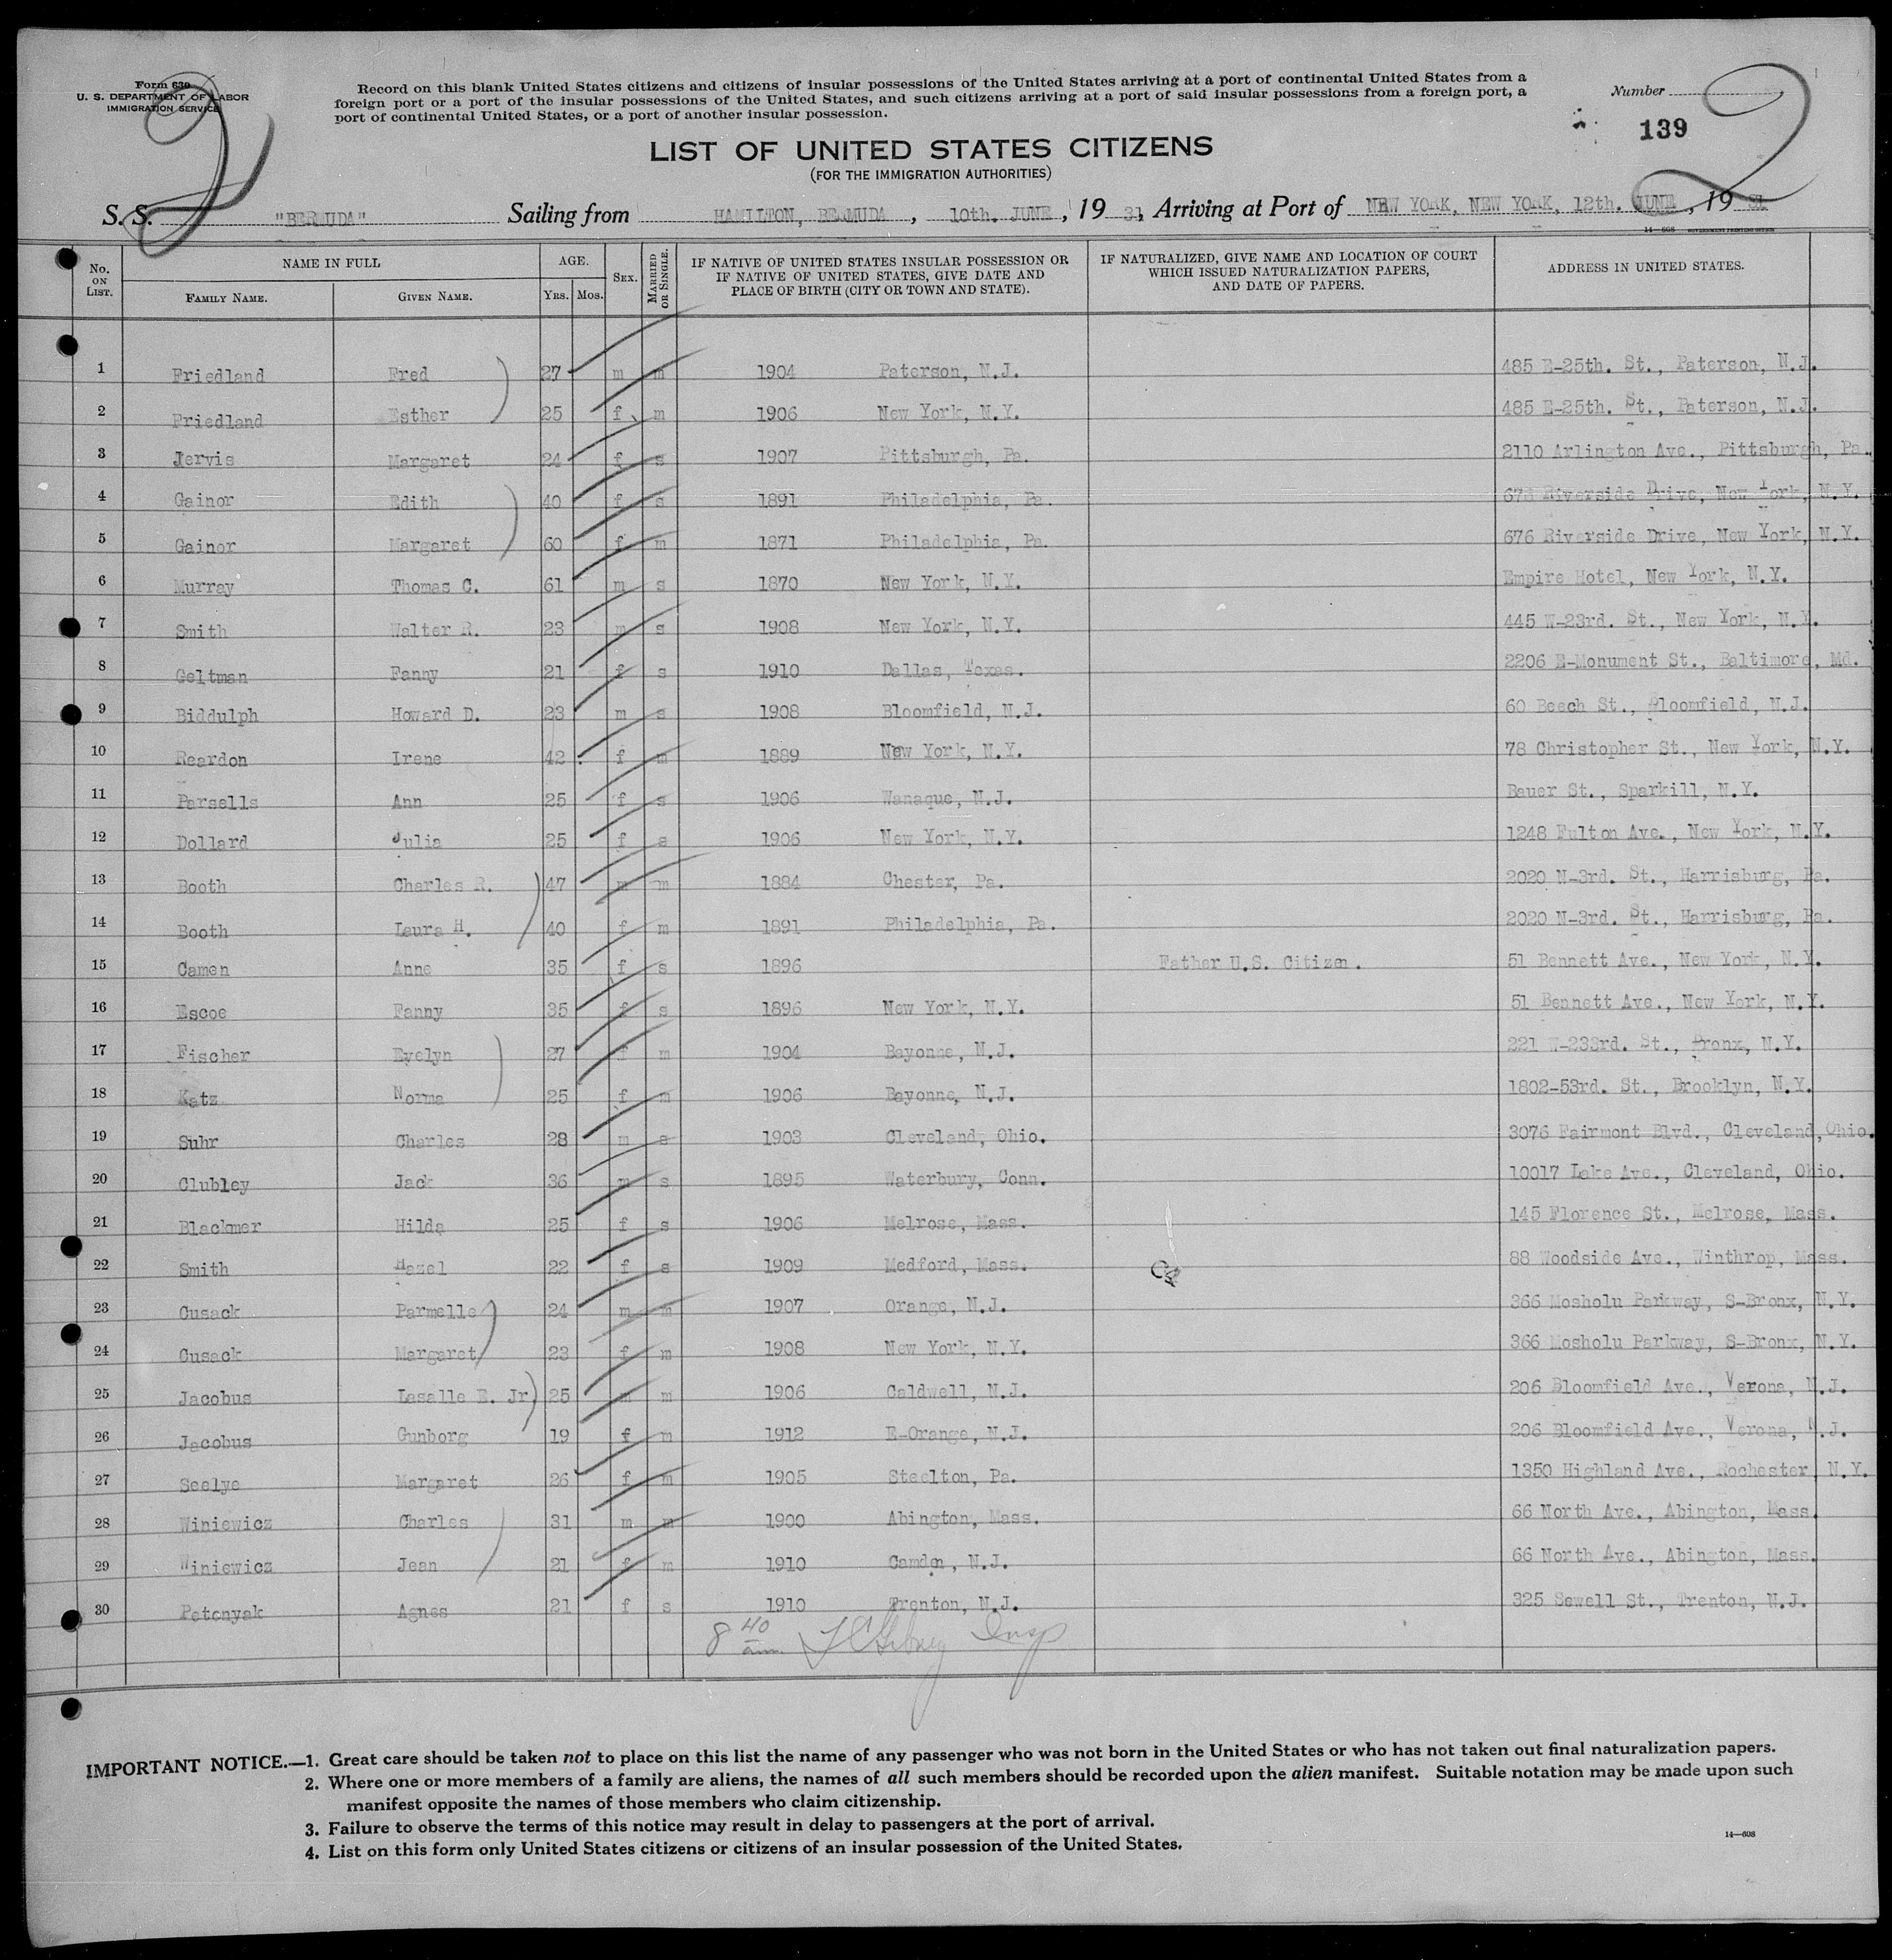 Form 630
U. S. DEPARTMENT OF LABOR
IMMIGRATION SERVICE
Record on this blank United States citizens and citizens of insular possessions of the United States arriving at a port of continental United States from a
foreign port or a port of the insular possessions of the United States, and such citizens arriving at a port of said insular possessions from a foreign port, a
port of continental United States, or a port of another insular possession.
Number
139
2
2
LIST OF UNITED STATES CITIZENS
(FOR THE IMMIGRATION AUTHORITIES)
S. S. "BERMUDA" Sailing from HAMILTON, BERMUDA, 10th. JUNE, 19 31, Arriving at Port of NEW YORK, NEW YORK, 12th. JUNE, 19 31
14—608 GOVERNMENT PRINTING OFFICE
No. ON LIST. NAME IN FULL FAMILY NAME. GIVEN NAME. AGE. YRS. MOS. SEX. MARRIED OR SINGLE. IF NATIVE OF UNITED STATES INSULAR POSSESSION OR IF NATIVE OF UNITED STATES, GIVE DATE AND PLACE OF BIRTH (CITY OR TOWN AND STATE). IF NATURALIZED, GIVE NAME AND LOCATION OF COURT WHICH ISSUED NATURALIZATION PAPERS, AND DATE OF PAPERS. ADDRESS IN UNITED STATES.
1 Friedland Fred 27 m m 1904 Paterson, N.J. 485 E-25th. St., Paterson, N.J.
2 Friedland Esther 25 f m 1906 New York, N.Y. 485 E-25th. St., Paterson, N.J.
3 Jervis Margaret 24 f s 1907 Pittsburgh, Pa. 2110 Arlington Ave., Pittsburgh, Pa.
4 Gainor Edith 40 f s 1891 Philadelphia, Pa. 676 Riverside Drive, New York, N.Y.
5 Gainor Margaret 60 f m 1871 Philadelphia, Pa. 676 Riverside Drive, New York, N.Y.
6 Murray Thomas C. 61 m s 1870 New York, N.Y. Empire Hotel, New York, N.Y.
7 Smith Walter R. 23 m s 1908 New York, N.Y. 445 W-23rd. St., New York, N.Y.
8 Geltman Fanny 21 f s 1910 Dallas, Texas. 2206 E-Monument St., Baltimore, Md.
9 Biddulph Howard D. 23 m s 1908 Bloomfield, N.J. 60 Beech St., Bloomfield, N.J.
10 Reardon Irene 42 f m 1889 New York, N.Y. 78 Christopher St., New York, N.Y.
11 Parsells Ann 25 f s 1906 Wanaque, N.J. Bauer St., Sparkill, N.Y.
12 Dollard Julia 25 f s 1906 New York, N.Y. 1248 Fulton Ave., New York, N.Y.
13 Booth Charles R. 47 m m 1884 Chester, Pa. 2020 N-3rd. St., Harrisburg, Pa.
14 Booth Laura H. 40 f m 1891 Philadelphia, Pa. 2020 N-3rd. St., Harrisburg, Pa.
15 Camen Anne 35 f s 1896 Father U.S. Citizen. 51 Bennett Ave., New York, N.Y.
16 Escoe Fanny 35 f s 1896 New York, N.Y. 51 Bennett Ave., New York, N.Y.
17 Fischer Evelyn 27 f m 1904 Bayonne, N.J. 221 W-233rd. St., Bronx, N.Y.
18 Katz Norma 25 f m 1906 Bayonne, N.J. 1802-53rd. St., Brooklyn, N.Y.
19 Suhr Charles 28 m s 1903 Cleveland, Ohio. 3076 Fairmont Blvd., Cleveland, Ohio.
20 Clubley Jack 36 m s 1895 Waterbury, Conn. 10017 Lake Ave., Cleveland, Ohio.
21 Blackmer Hilda 25 f s 1906 Melrose, Mass. 145 Florence St., Melrose, Mass.
22 Smith Hazel 22 f s 1909 Medford, Mass. 88 Woodside Ave., Winthrop, Mass.
23 Cusack Parmelle 24 m m 1907 Orange, N.J. 366 Mosholu Parkway, S-Bronx, N.Y.
24 Cusack Margaret 23 f m 1908 New York, N.Y. 366 Mosholu Parkway, S-Bronx, N.Y.
25 Jacobus Lasalle E. Jr 25 m m 1906 Caldwell, N.J. 206 Bloomfield Ave., Verona, N.J.
26 Jacobus Gunborg 19 f m 1912 E-Orange, N.J. 206 Bloomfield Ave., Verona, N.J.
27 Seelye Margaret 26 f m 1905 Steelton, Pa. 1350 Highland Ave., Rochester, N.Y.
28 Winiewicz Charles 31 m m 1900 Abington, Mass. 66 North Ave., Abington, Mass.
29 Winiewicz Jean 21 f m 1910 Camden, N.J. 66 North Ave., Abington, Mass.
30 Petonyak Agnes 21 f s 1910 Trenton, N.J. 325 Sewell St., Trenton, N.J.
8 40 am Insp
IMPORTANT NOTICE.—1. Great care should be taken not to place on this list the name of any passenger who was not born in the United States or who has not taken out final naturalization papers.
2. Where one or more members of a family are aliens, the names of all such members should be recorded upon the alien manifest. Suitable notation may be made upon such
manifest opposite the names of those members who claim citizenship.
3. Failure to observe the terms of this notice may result in delay to passengers at the port of arrival.
4. List on this form only United States citizens or citizens of an insular possession of the United States.
14—608